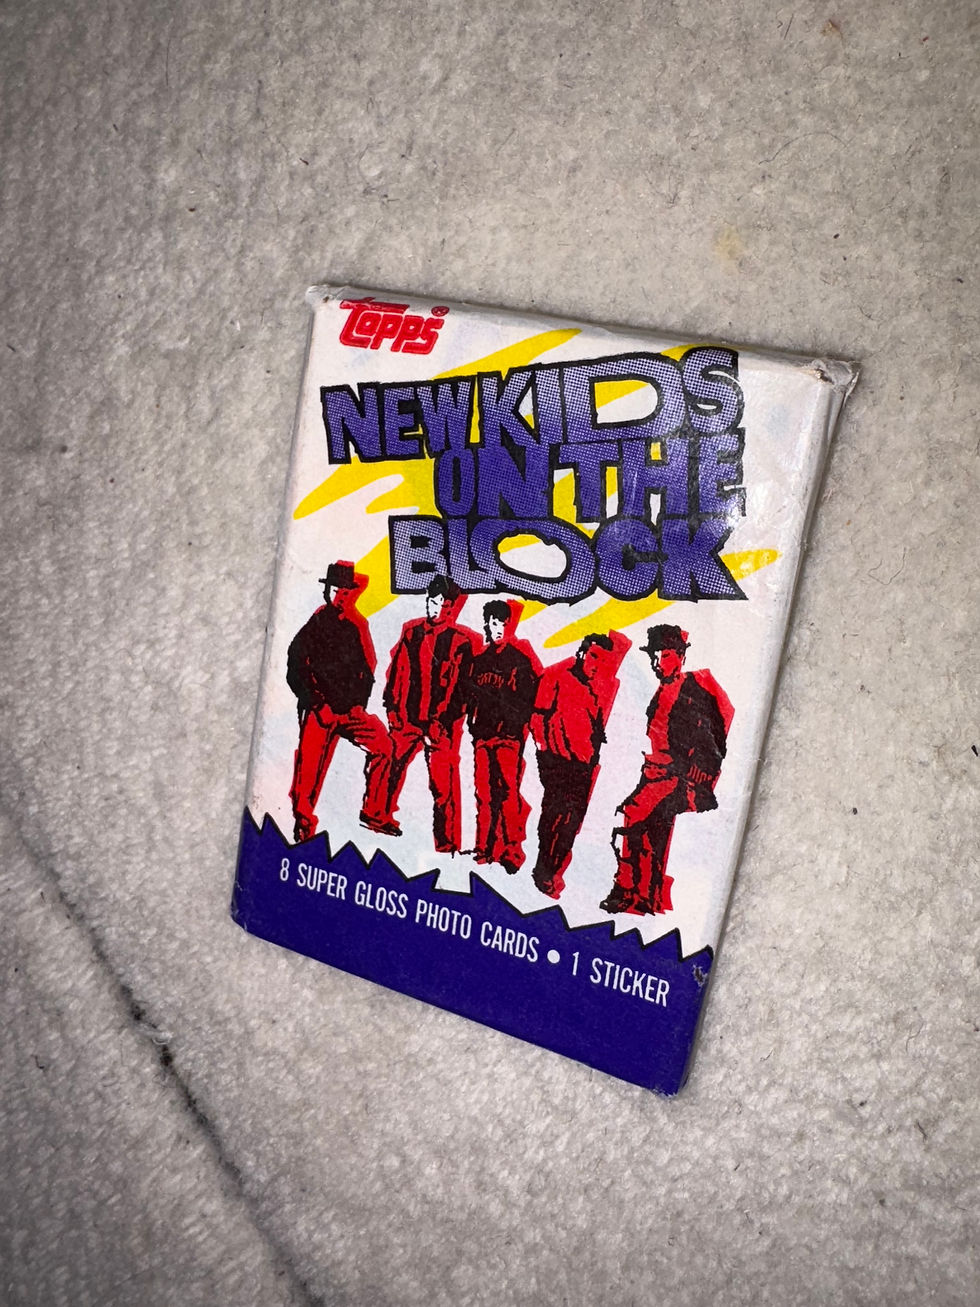 Topps®
NEW KIDS
ON THE
BLOCK
8 SUPER GLOSS PHOTO CARDS • 1 STICKER